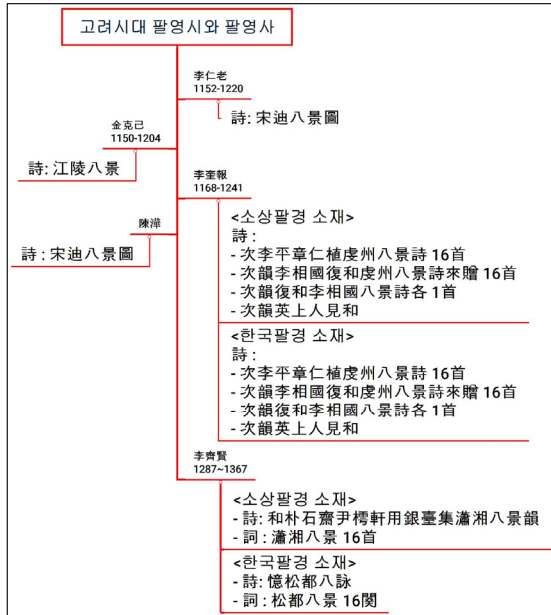 고려시대 팔영시와 팔영사
李仁老
1152-1220
詩: 宋迪八景圖
金克己
1150-1204
詩: 江陵八景
李奎報
1168-1241
<소상팔경 소재>
詩 :
- 次李平章仁植虔州八景詩 16首
- 次韻李相國復和虔州八景詩來贈 16首
- 次韻復和李相國八景詩各 1首
- 次韻英上人見和
<한국팔경 소재>
詩 :
- 次李平章仁植虔州八景詩 16首
- 次韻李相國復和虔州八景詩來贈 16首
- 次韻復和李相國八景詩各 1首
- 次韻英上人見和
陳澕
詩 : 宋迪八景圖
李齊賢
1287~1367
<소상팔경 소재>
- 詩: 和朴石齋尹樗軒用銀臺集瀟湘八景韻
- 詞 : 瀟湘八景 16首
<한국팔경 소재>
- 詩: 憶松都八詠
- 詞 : 松都八景 16闋